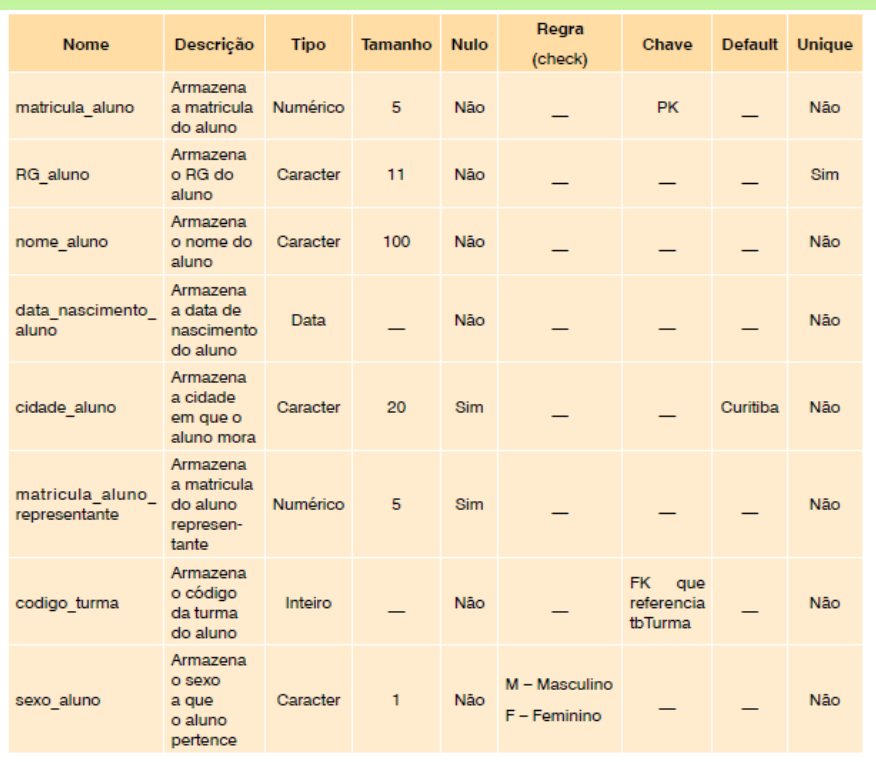 Nome Descrição Tipo Tamanho Nulo Regra (check) Chave Default Unique
matricula_aluno Armazena a matricula do aluno Numérico 5 Não __ PK __ Não
RG_aluno Armazena o RG do aluno Caracter 11 Não __ __ __ Sim
nome_aluno Armazena o nome do aluno Caracter 100 Não __ __ __ Não
data_nascimento_aluno Armazena a data de nascimento do aluno Data __ Não __ __ __ Não
cidade_aluno Armazena a cidade em que o aluno mora Caracter 20 Sim __ __ Curitiba Não
matricula_aluno_representante Armazena a matricula do aluno represen-tante Numérico 5 Sim __ __ __ Não
codigo_turma Armazena o código da turma do aluno Inteiro __ Não __ FK que referencia tbTurma __ Não
sexo_aluno Armazena o sexo a que o aluno pertence Caracter 1 Não M – Masculino F – Feminino __ __ Não